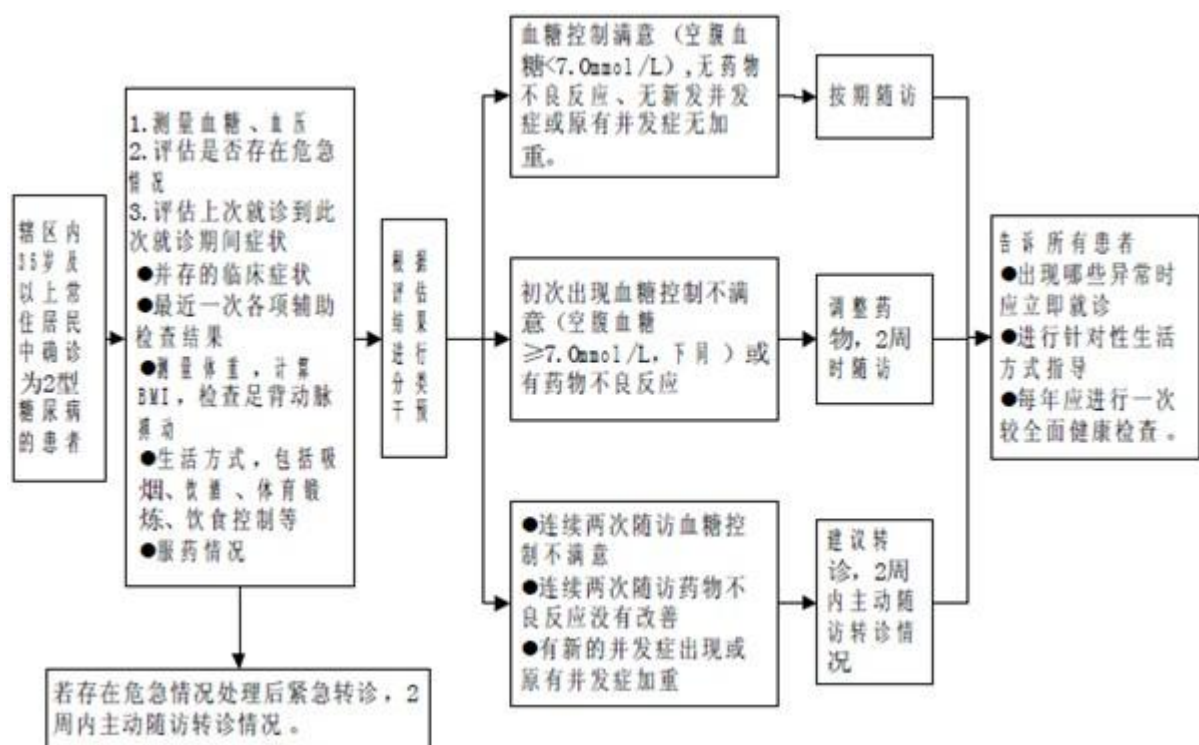 辖区内
35岁及
以上常
住居民
中确诊
为2型
糖尿病
的患者
1.测量血糖、血压
2.评估是否存在危急
情况
3.评估上次就诊到此
次就诊期间症状
●并存的临床症状
●最近一次各项辅助
检查结果
●测量体重，计算
BMI，检查足背动脉
搏动
●生活方式，包括吸
烟、饮酒、体育锻
炼、饮食控制等
●服药情况
若存在危急情况处理后紧急转诊，2
周内主动随访转诊情况。
根据
评估
结果
进行
分类
干预
血糖控制满意（空腹血
糖<7.0mmol/L）,无药物
不良反应、无新发并发
症或原有并发症无加
重。
按期随访
初次出现血糖控制不满
意（空腹血糖
≥7.0mmol/L，下同）或
有药物不良反应
调整药
物，2周
时随访
●连续两次随访血糖控
制不满意
●连续两次随访药物不
良反应没有改善
●有新的并发症出现或
原有并发症加重
建议转
诊，2周
内主动随
访转诊情
况
告诉所有患者
●出现哪些异常时
应立即就诊
●进行针对性生活
方式指导
●每年应进行一次
较全面健康检查。